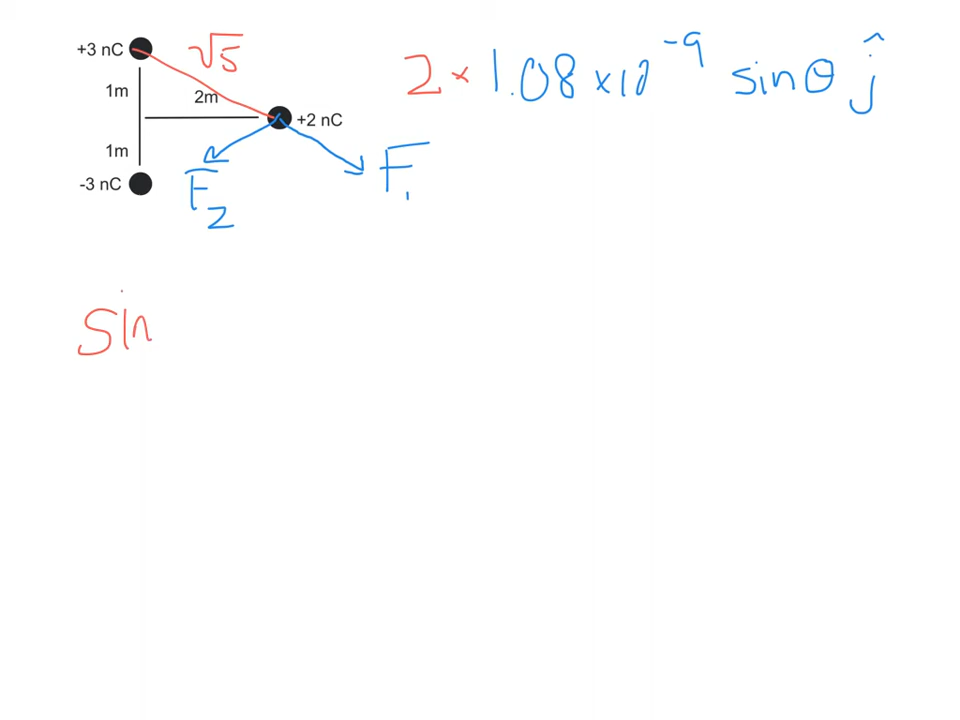 +3 nC
√5
2 × 1.08 × 10⁻⁹ sinθ ĵ
1m
2m
+2 nC
1m
F₁
-3 nC
F₂
sin